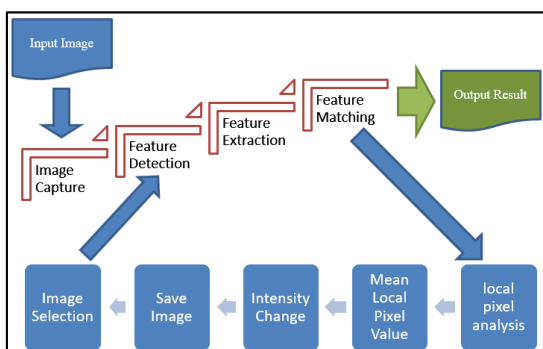 Input Image
Output Result
Feature
Matching
Feature
Extraction
Feature
Detection
Image
Capture
Image
Selection
Save
Image
Intensity
Change
Mean
Local
Pixel
Value
local
pixel
analysis